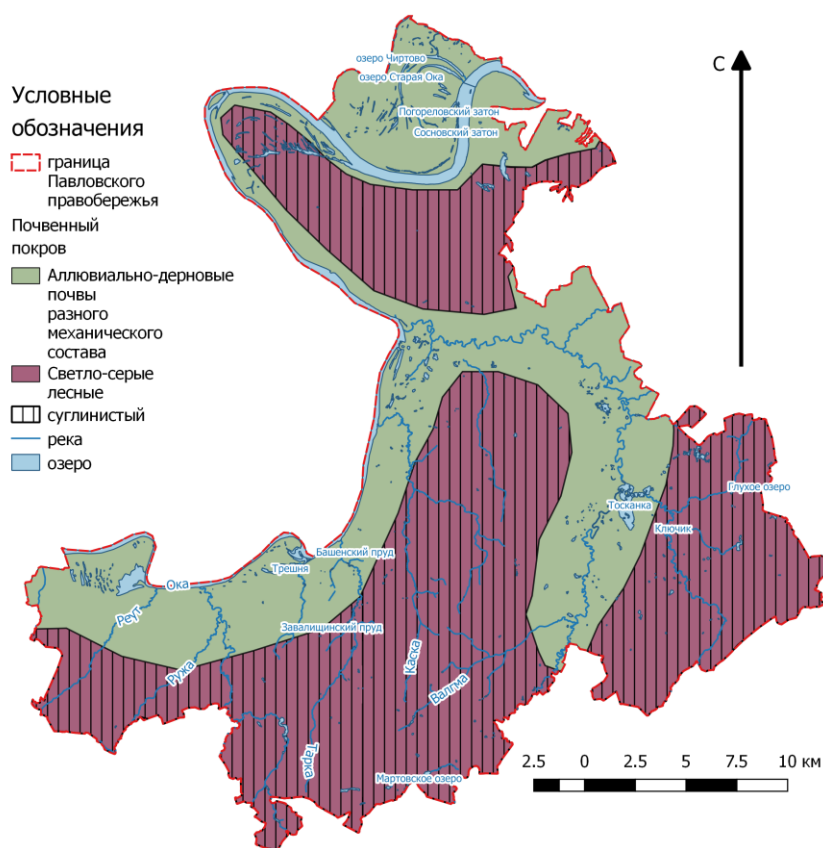 Условные
обозначения
граница
Павловского
правобережья
Почвенный
покров
Аллювиально-дерновые
почвы
разного
механического
состава
Светло-серые
лесные
суглинистый
река
озеро
озеро Чиртово
озеро Старая Ока
Погореловский затон
Сосновский затон
С
Глухое озеро
Тосканка
Ключик
Башенский пруд
Трешня
Ока
Реут
Завалищинский пруд
Ружа
Каска
Валгма
Тарка
Мартовское озеро
2.5 0 2.5 5 7.5 10 км